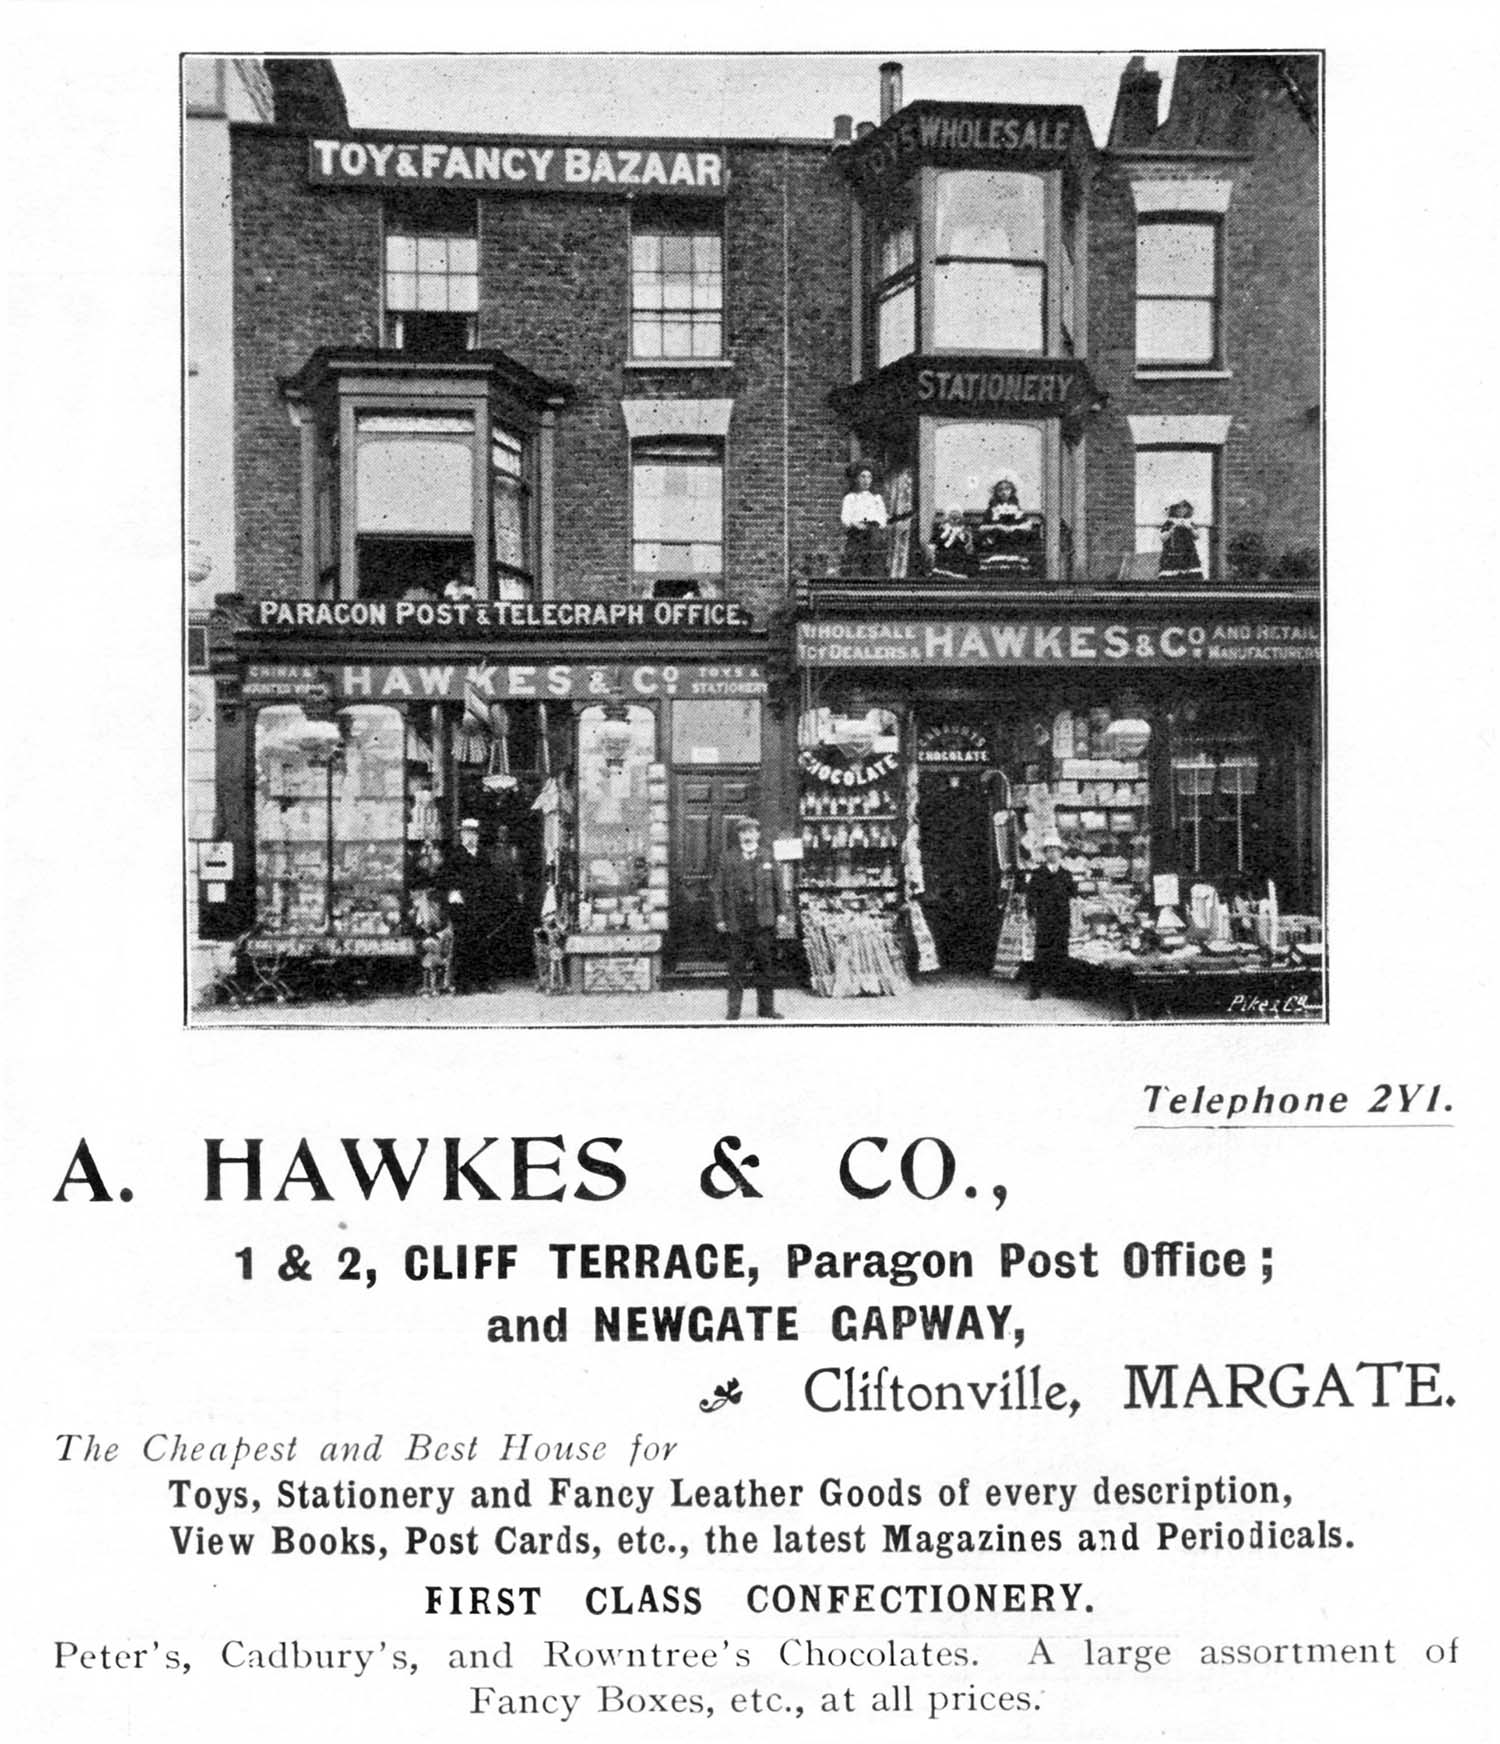 TOY & FANCY BAZAAR
TOYS WHOLESALE
STATIONERY
PARAGON POST & TELEGRAPH OFFICE.
CHINA &
HAWKES & Co
TOYS & STATIONERY
WHOLESALE TOY DEALERS &
HAWKES & Co.
AND RETAIL MANUFACTURERS
CHOCOLATE
CHOCOLATE
Pike & Co
Telephone 2Y1.
A. HAWKES & CO.,
1 & 2, CLIFF TERRACE, Paragon Post Office;
and NEWGATE GAPWAY,
Cliftonville, MARGATE.
The Cheapest and Best House for
Toys, Stationery and Fancy Leather Goods of every description,
View Books, Post Cards, etc., the latest Magazines and Periodicals.
FIRST CLASS CONFECTIONERY.
Peter's, Cadbury's, and Rowntree's Chocolates. A large assortment of
Fancy Boxes, etc., at all prices.